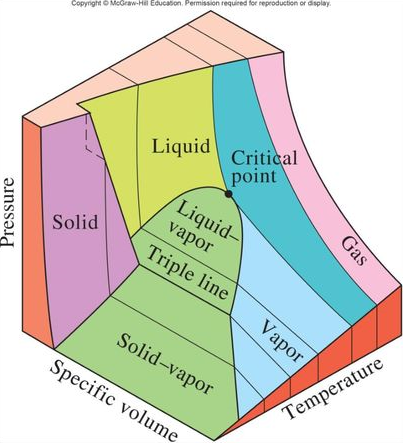 Copyright © McGraw-Hill Education. Permission required for reproduction or display.
Liquid
Critical
point
Solid
Liquid–
vapor
Triple line
Gas
Vapor
Solid–vapor
Pressure
Specific volume
Temperature